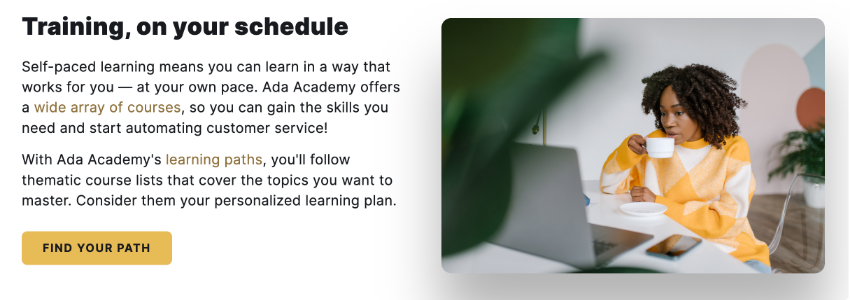 Training, on your schedule
Self-paced learning means you can learn in a way that
works for you — at your own pace. Ada Academy offers
a wide array of courses, so you can gain the skills you
need and start automating customer service!
With Ada Academy's learning paths, you'll follow
thematic course lists that cover the topics you want to
master. Consider them your personalized learning plan.
FIND YOUR PATH